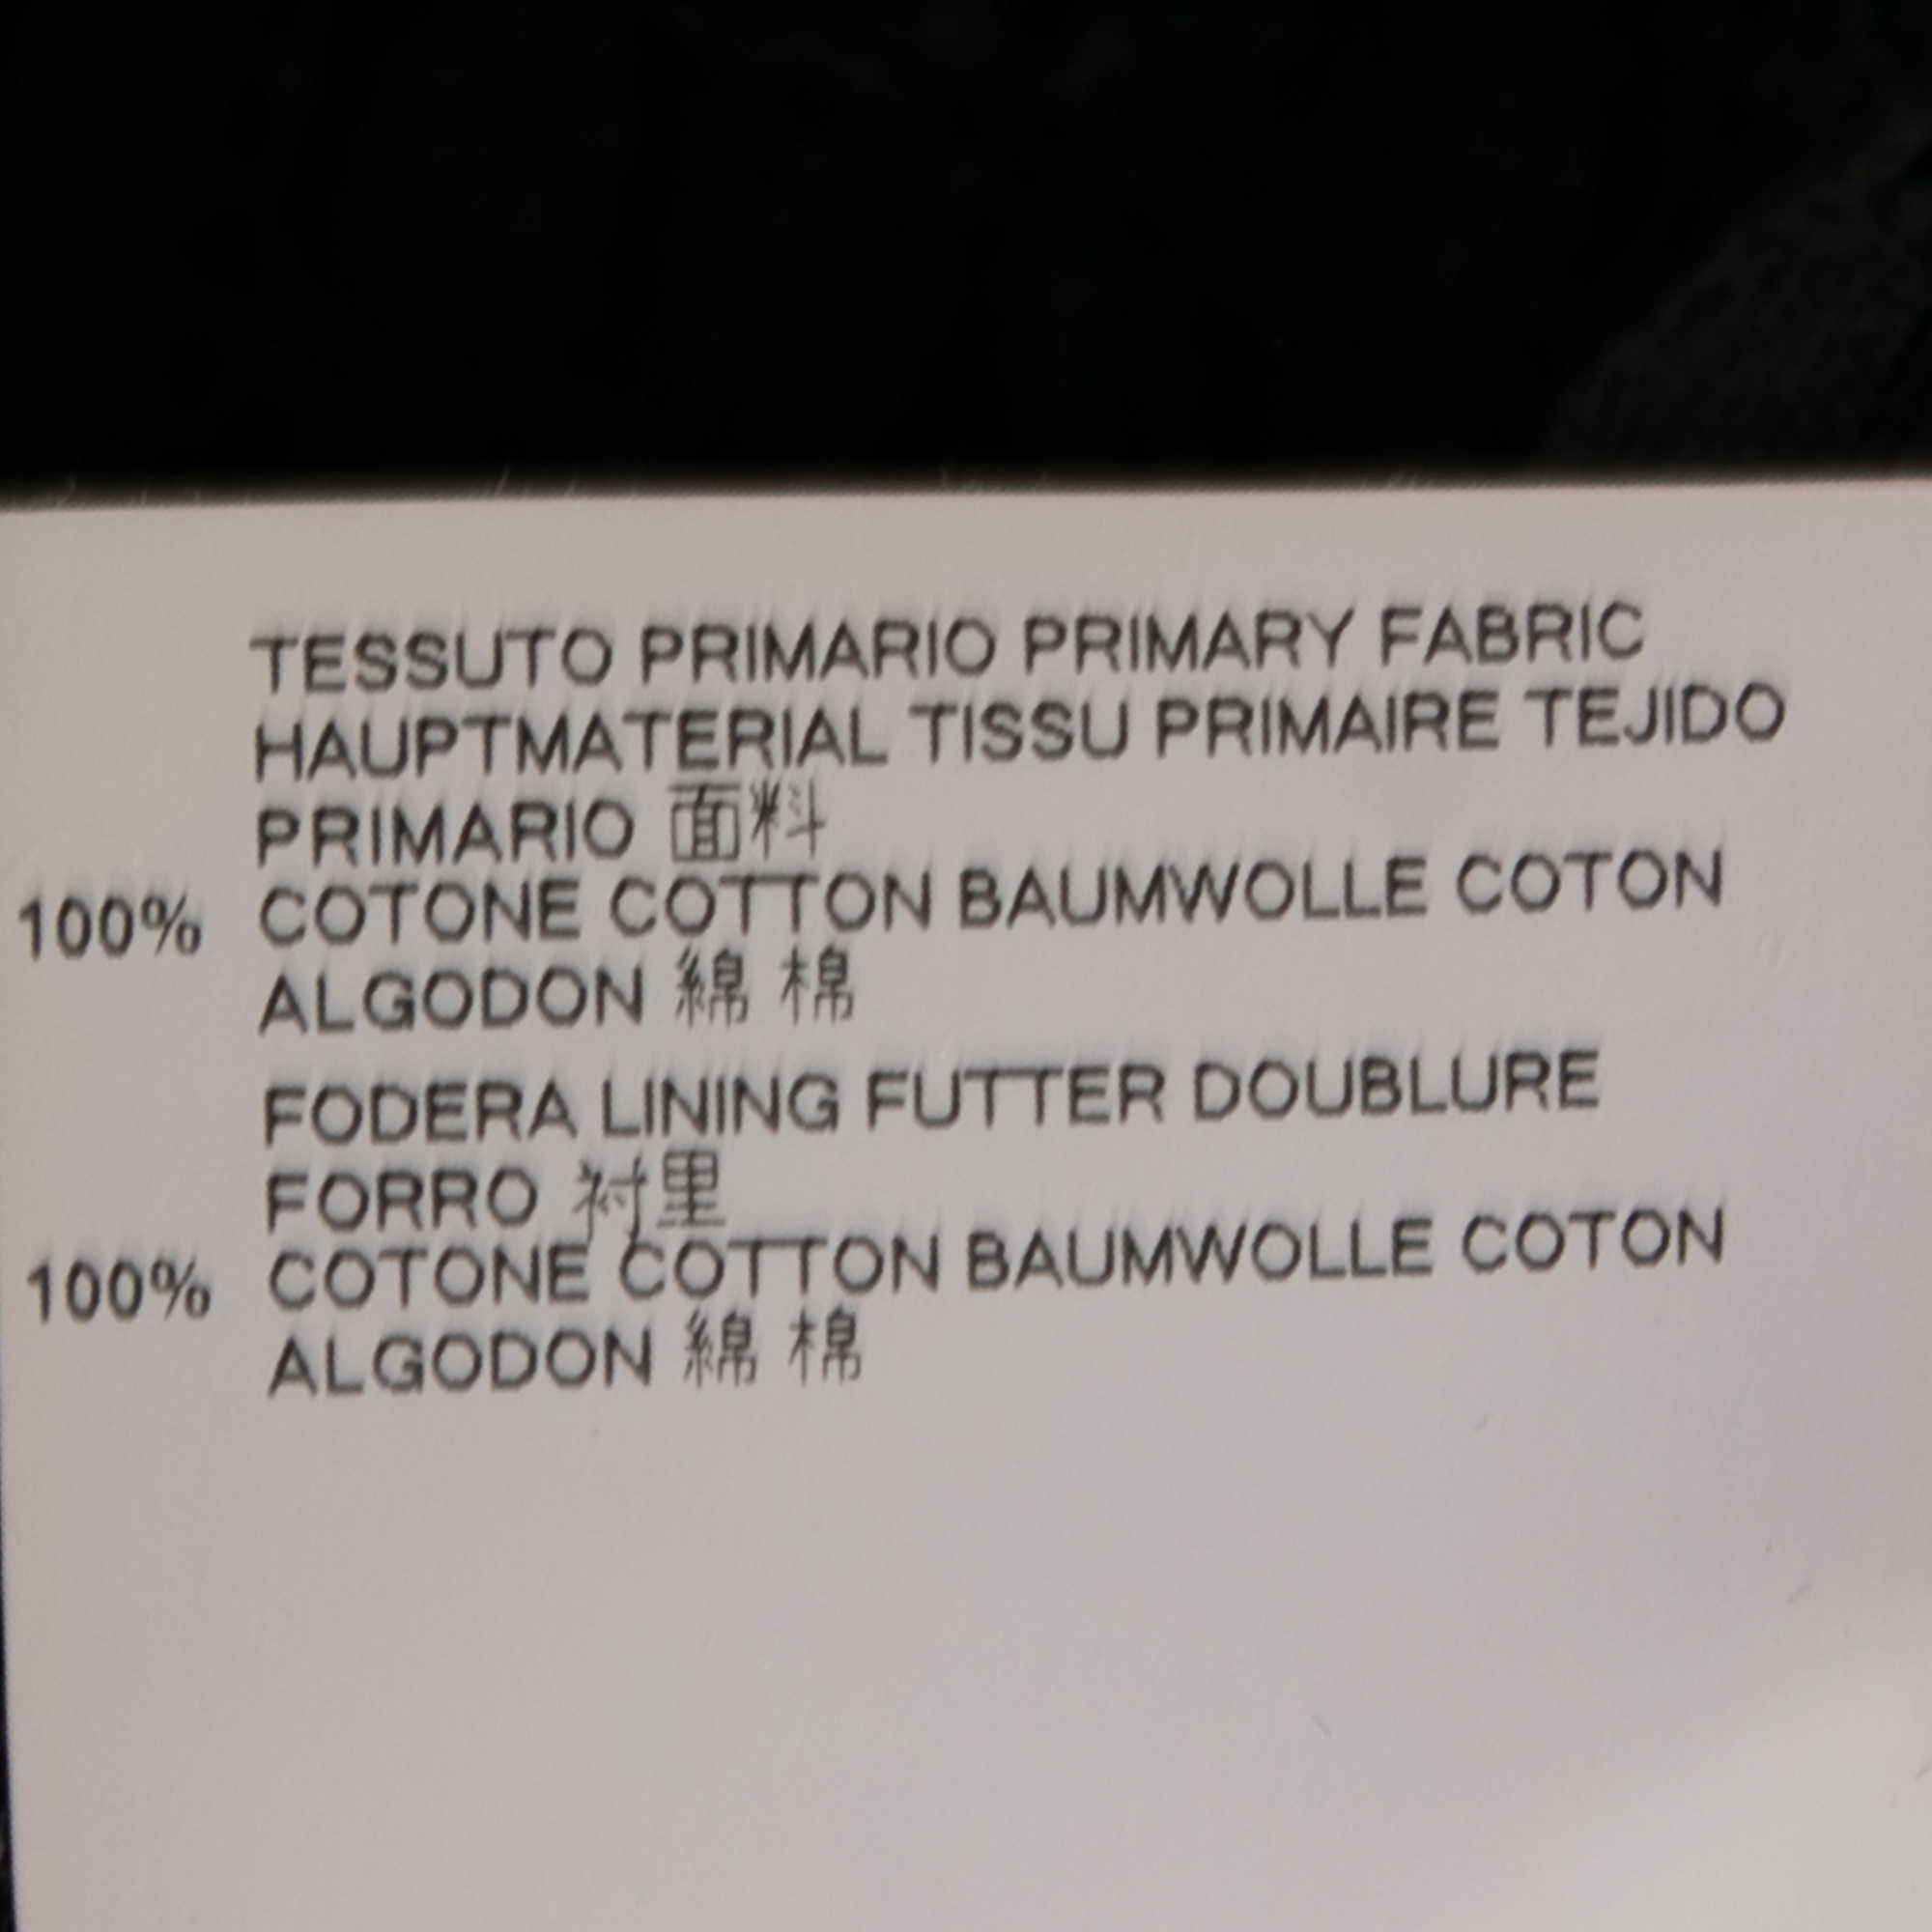 TESSUTO PRIMARIO PRIMARY FABRIC
HAUPTMATERIAL TISSU PRIMAIRE TEJIDO
PRIMARIO 面料
100% COTONE COTTON BAUMWOLLE COTON
ALGODON 綿 棉
FODERA LINING FUTTER DOUBLURE
FORRO 衬里
100% COTONE COTTON BAUMWOLLE COTON
ALGODON 綿 棉